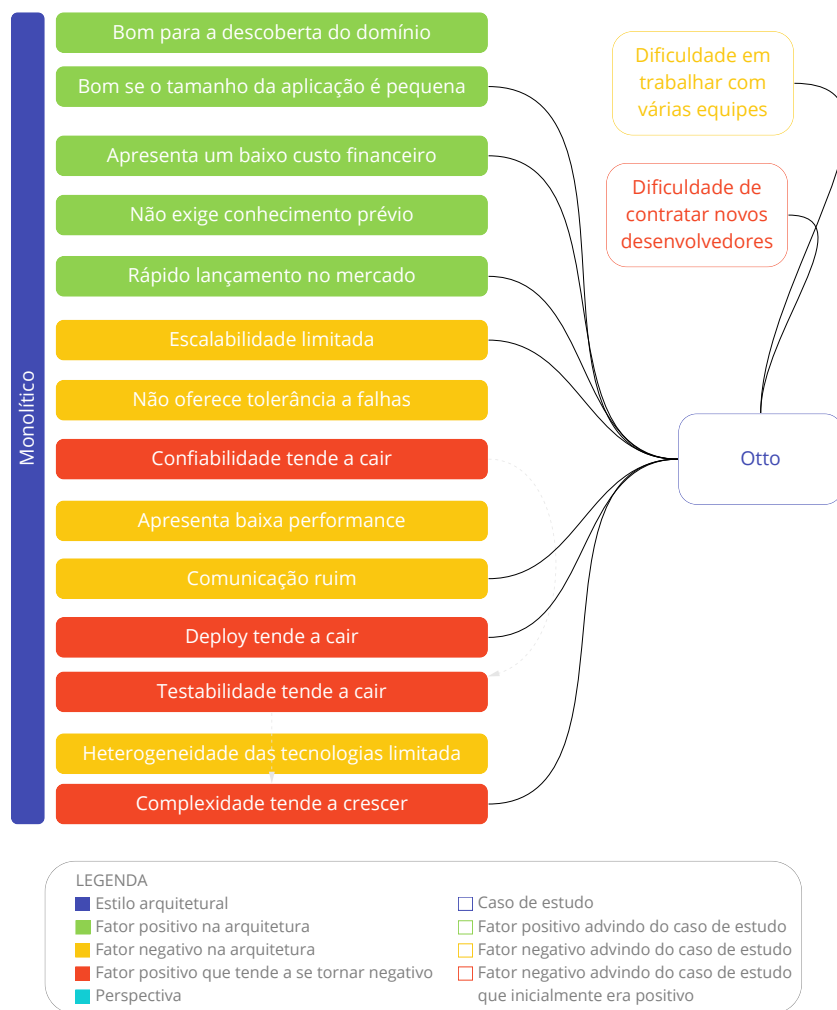 Monolítico
Bom para a descoberta do domínio
Bom se o tamanho da aplicação é pequena
Apresenta um baixo custo financeiro
Não exige conhecimento prévio
Rápido lançamento no mercado
Escalabilidade limitada
Não oferece tolerância a falhas
Confiabilidade tende a cair
Apresenta baixa performance
Comunicação ruim
Deploy tende a cair
Testabilidade tende a cair
Heterogeneidade das tecnologias limitada
Complexidade tende a crescer
Dificuldade em
trabalhar com
várias equipes
Dificuldade de
contratar novos
desenvolvedores
Otto
LEGENDA
Estilo arquitetural
Fator positivo na arquitetura
Fator negativo na arquitetura
Fator positivo que tende a se tornar negativo
Perspectiva
Caso de estudo
Fator positivo advindo do caso de estudo
Fator negativo advindo do caso de estudo
Fator negativo advindo do caso de estudo
que inicialmente era positivo